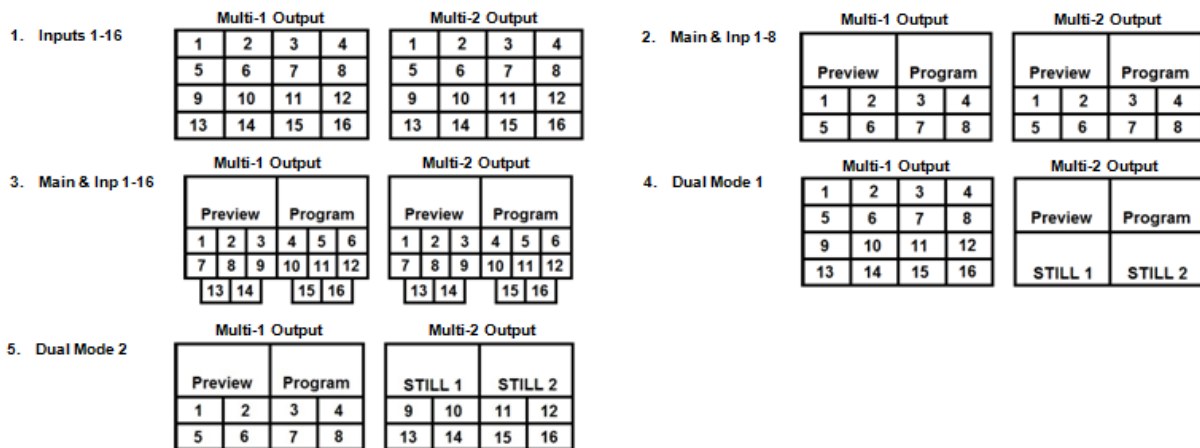 1. Inputs 1-16
Multi-1 Output
1 2 3 4
5 6 7 8
9 10 11 12
13 14 15 16
Multi-2 Output
1 2 3 4
5 6 7 8
9 10 11 12
13 14 15 16
2. Main & Inp 1-8
Multi-1 Output
Preview Program
1 2 3 4
5 6 7 8
Multi-2 Output
Preview Program
1 2 3 4
5 6 7 8
3. Main & Inp 1-16
Multi-1 Output
Preview Program
1 2 3 4 5 6
7 8 9 10 11 12
13 14 15 16
Multi-2 Output
Preview Program
1 2 3 4 5 6
7 8 9 10 11 12
13 14 15 16
4. Dual Mode 1
Multi-1 Output
1 2 3 4
5 6 7 8
9 10 11 12
13 14 15 16
Multi-2 Output
Preview Program
STILL 1 STILL 2
5. Dual Mode 2
Multi-1 Output
Preview Program
1 2 3 4
5 6 7 8
Multi-2 Output
STILL 1 STILL 2
9 10 11 12
13 14 15 16